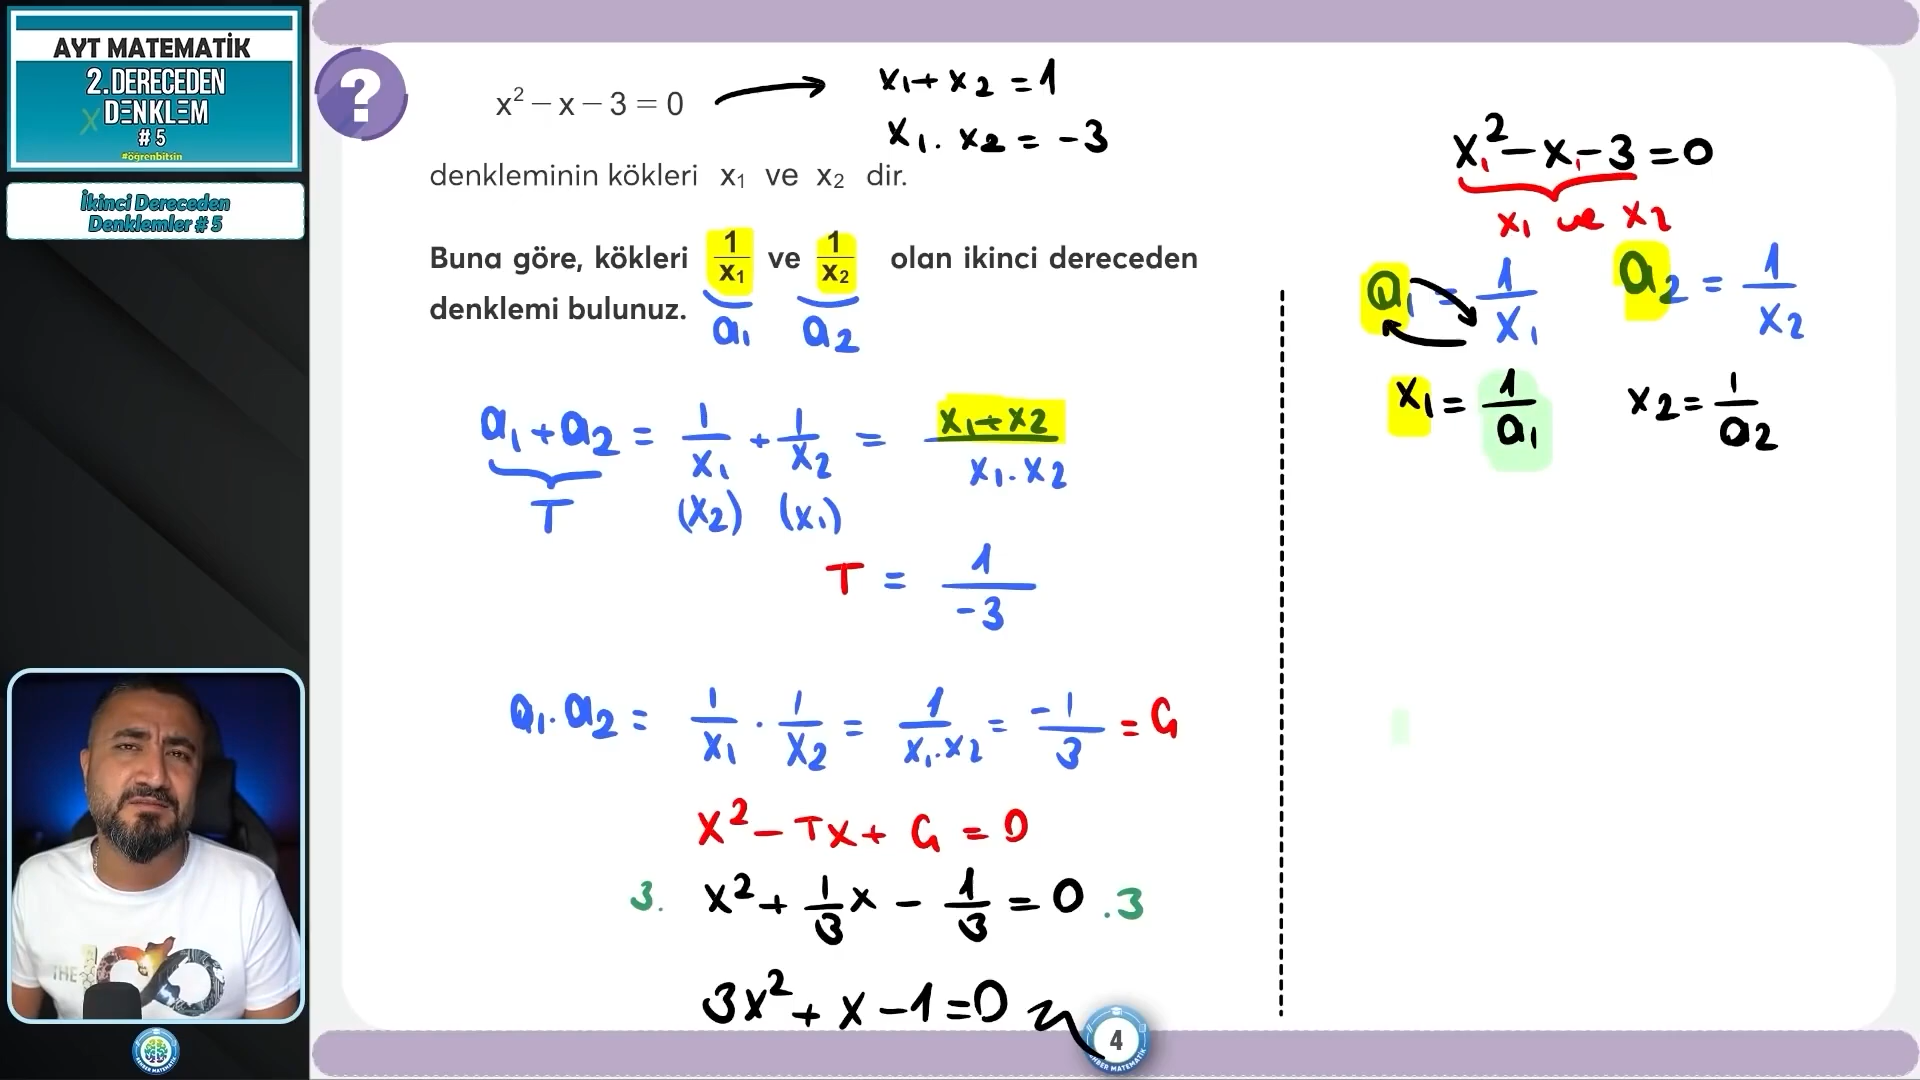 AYT MATEMATİK
2.DERECEDEN
DENKLEM
# 5
#öğrenbitsin
İkinci Dereceden
Denklemler # 5
?
x² – x – 3 = 0
x₁ + x₂ = 1
x₁ . x₂ = -3
denkleminin kökleri x₁ ve x₂ dir.
Buna göre, kökleri 1/x₁ ve 1/x₂ olan ikinci dereceden
denklemi bulunuz.
a₁ a₂
a₁ + a₂ = 1/x₁ + 1/x₂ = x₁+x₂ / x₁.x₂
T (x₂) (x₁)
T = 1/-3
a₁.a₂ = 1/x₁ . 1/x₂ = 1/x₁.x₂ = -1/3 = G
x² - Tx + G = 0
3. x² + 1/3 x - 1/3 = 0 .3
3x² + x - 1 = 0
x₁² - x₁ - 3 = 0
x₁ ve x₂
a₁ = 1/x₁ a₂ = 1/x₂
x₁ = 1/a₁ x₂ = 1/a₂
4